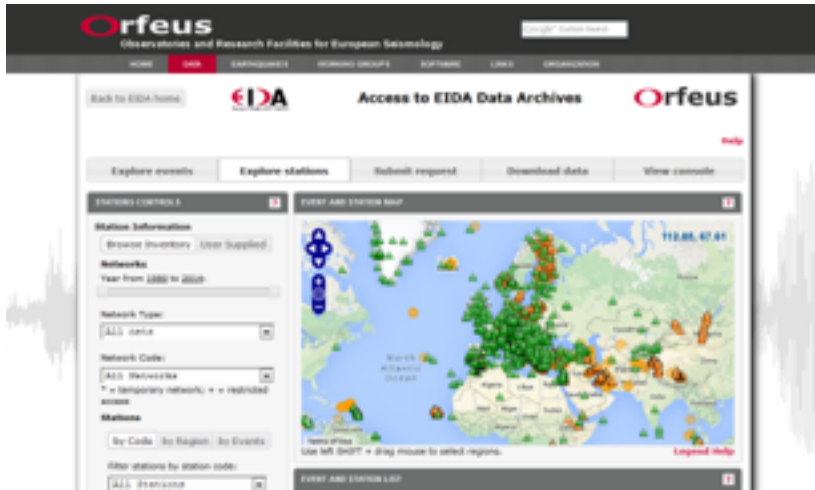 Orfeus
Observatories and Research Facilities for European Seismology
HOME DATA EARTHQUAKES WORKING GROUPS SOFTWARE LINKS ORGANIZATION
Back to EIDA home
EIDA
Access to EIDA Data Archives
Orfeus
Help
Explore events Explore stations Submit request Download data View console
STATIONS CONTROLS
EVENT AND STATION MAP
Station Information
Browse Inventory User Supplied
Networks
Year from 1980 to 2014:
Network Type:
All nets
Network Code:
All Networks
* = temporary network; + = restricted
access
Stations
by Code by Region by Events
Filter stations by station code:
All Stations
North
Atlantic
Ocean
Use left SHIFT + drag mouse to select regions.
Legend Help
EVENT AND STATION LIST